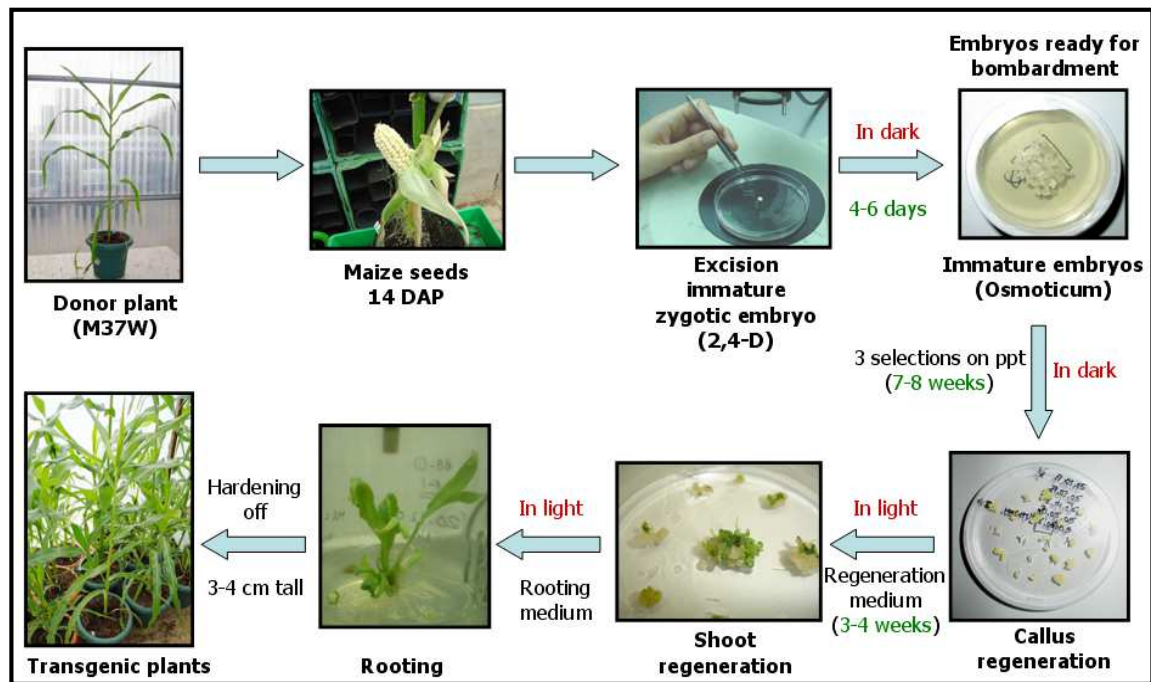 Donor plant
(M37W)
Maize seeds
14 DAP
Excision
immature
zygotic embryo
(2,4-D)
In dark
4-6 days
Embryos ready for
bombardment
Immature embryos
(Osmoticum)
3 selections on ppt
(7-8 weeks)
In dark
Callus
regeneration
In light
Regeneration
medium
(3-4 weeks)
Shoot
regeneration
In light
Rooting
medium
Rooting
Hardening
off
3-4 cm tall
Transgenic plants